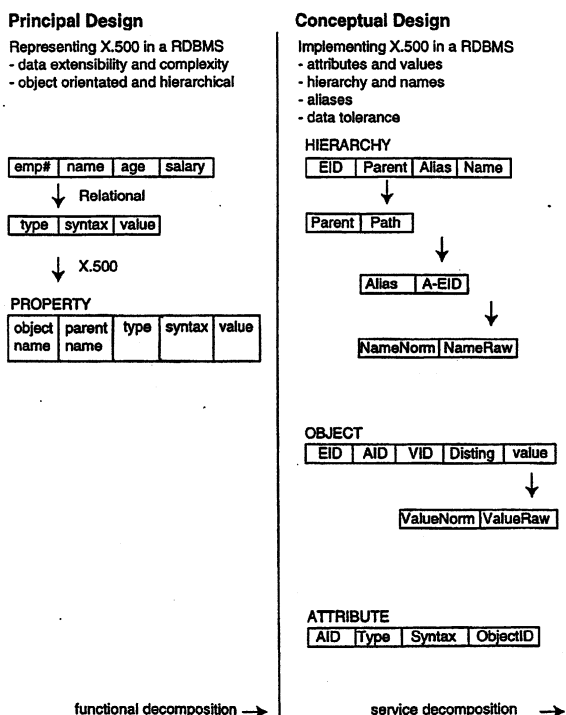 Principal Design
Representing X.500 in a RDBMS
- data extensibility and complexity
- object orientated and hierarchical
emp# name age salary
Relational
type syntax value
X.500
PROPERTY
object name parent name type syntax value
functional decomposition
Conceptual Design
Implementing X.500 in a RDBMS
- attributes and values
- hierarchy and names
- aliases
- data tolerance
HIERARCHY
EID Parent Alias Name
Parent Path
Alias A-EID
NameNorm NameRaw
OBJECT
EID AID VID Disting value
ValueNorm ValueRaw
ATTRIBUTE
AID Type Syntax ObjectID
service decomposition